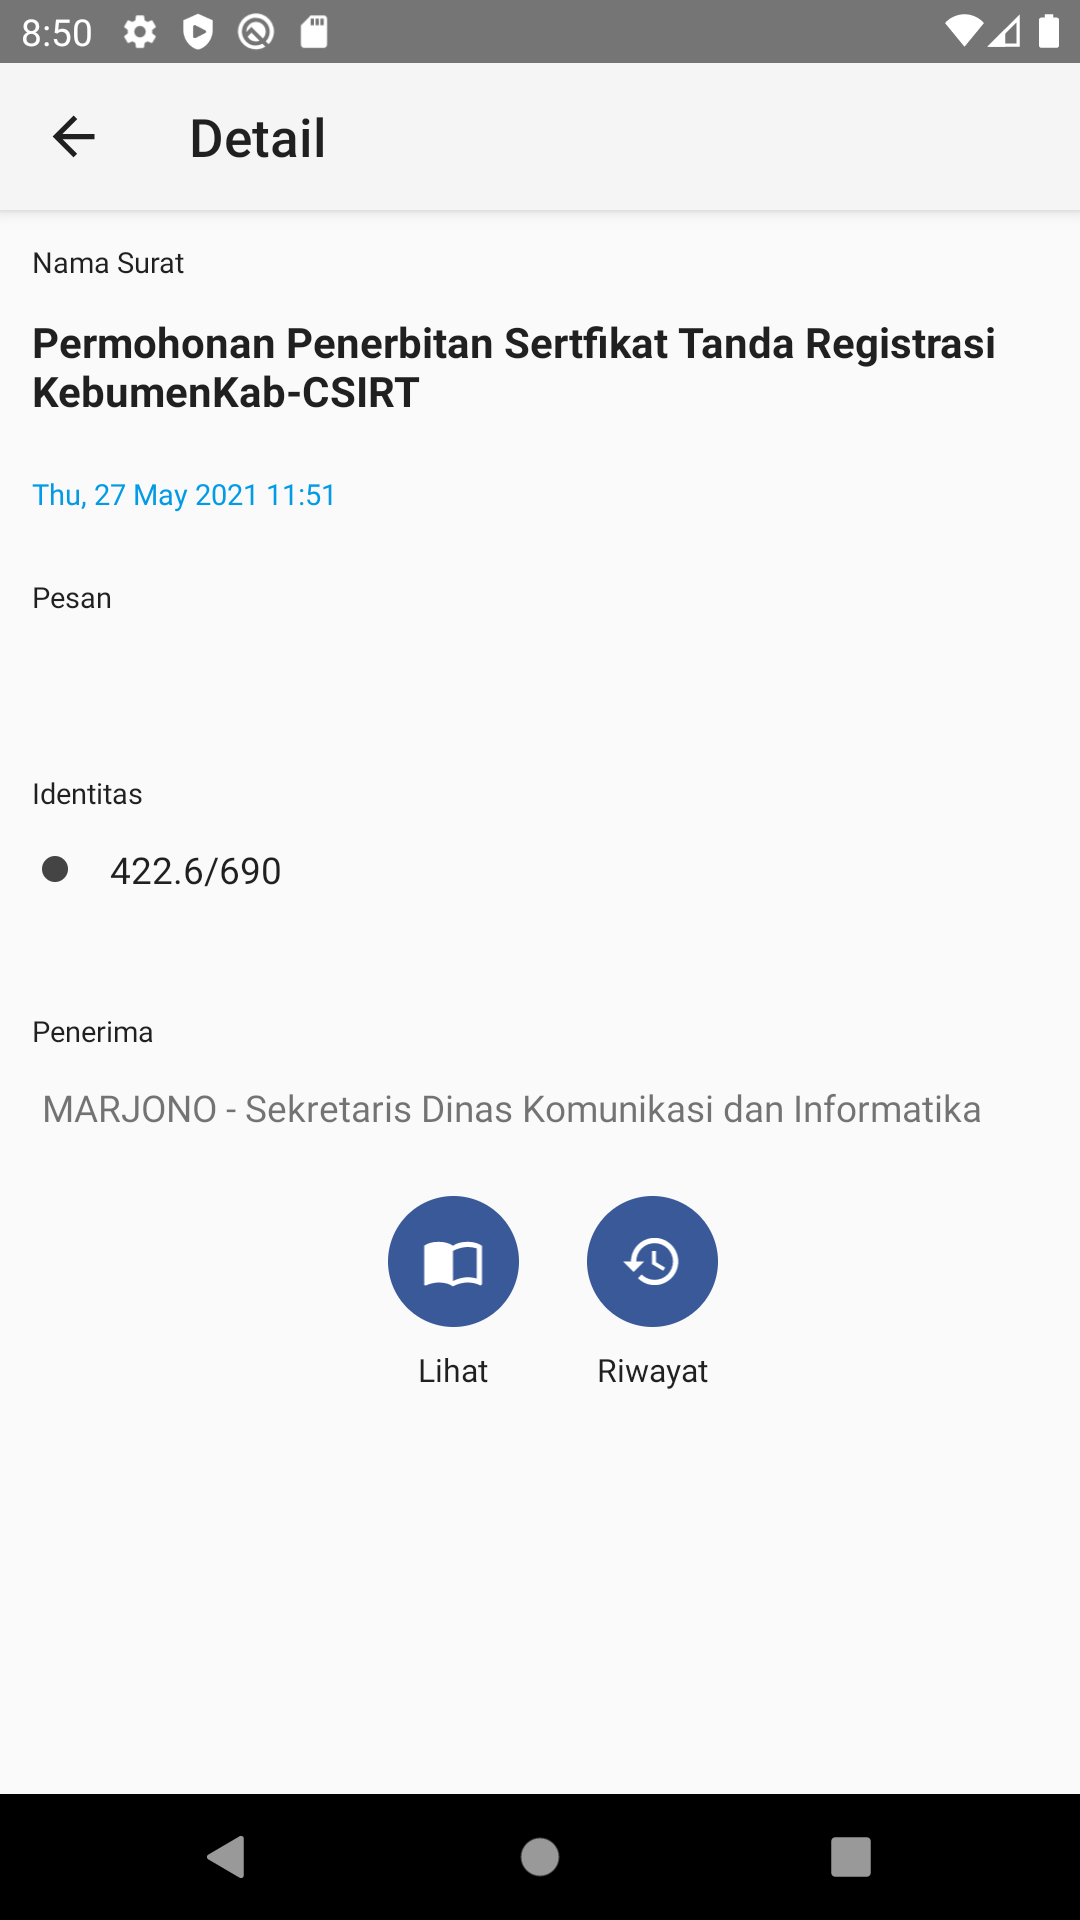 8:50
Detail
Nama Surat
Permohonan Penerbitan Sertfikat Tanda Registrasi
KebumenKab-CSIRT
Thu, 27 May 2021 11:51
Pesan
Identitas
422.6/690
Penerima
MARJONO - Sekretaris Dinas Komunikasi dan Informatika
Lihat
Riwayat